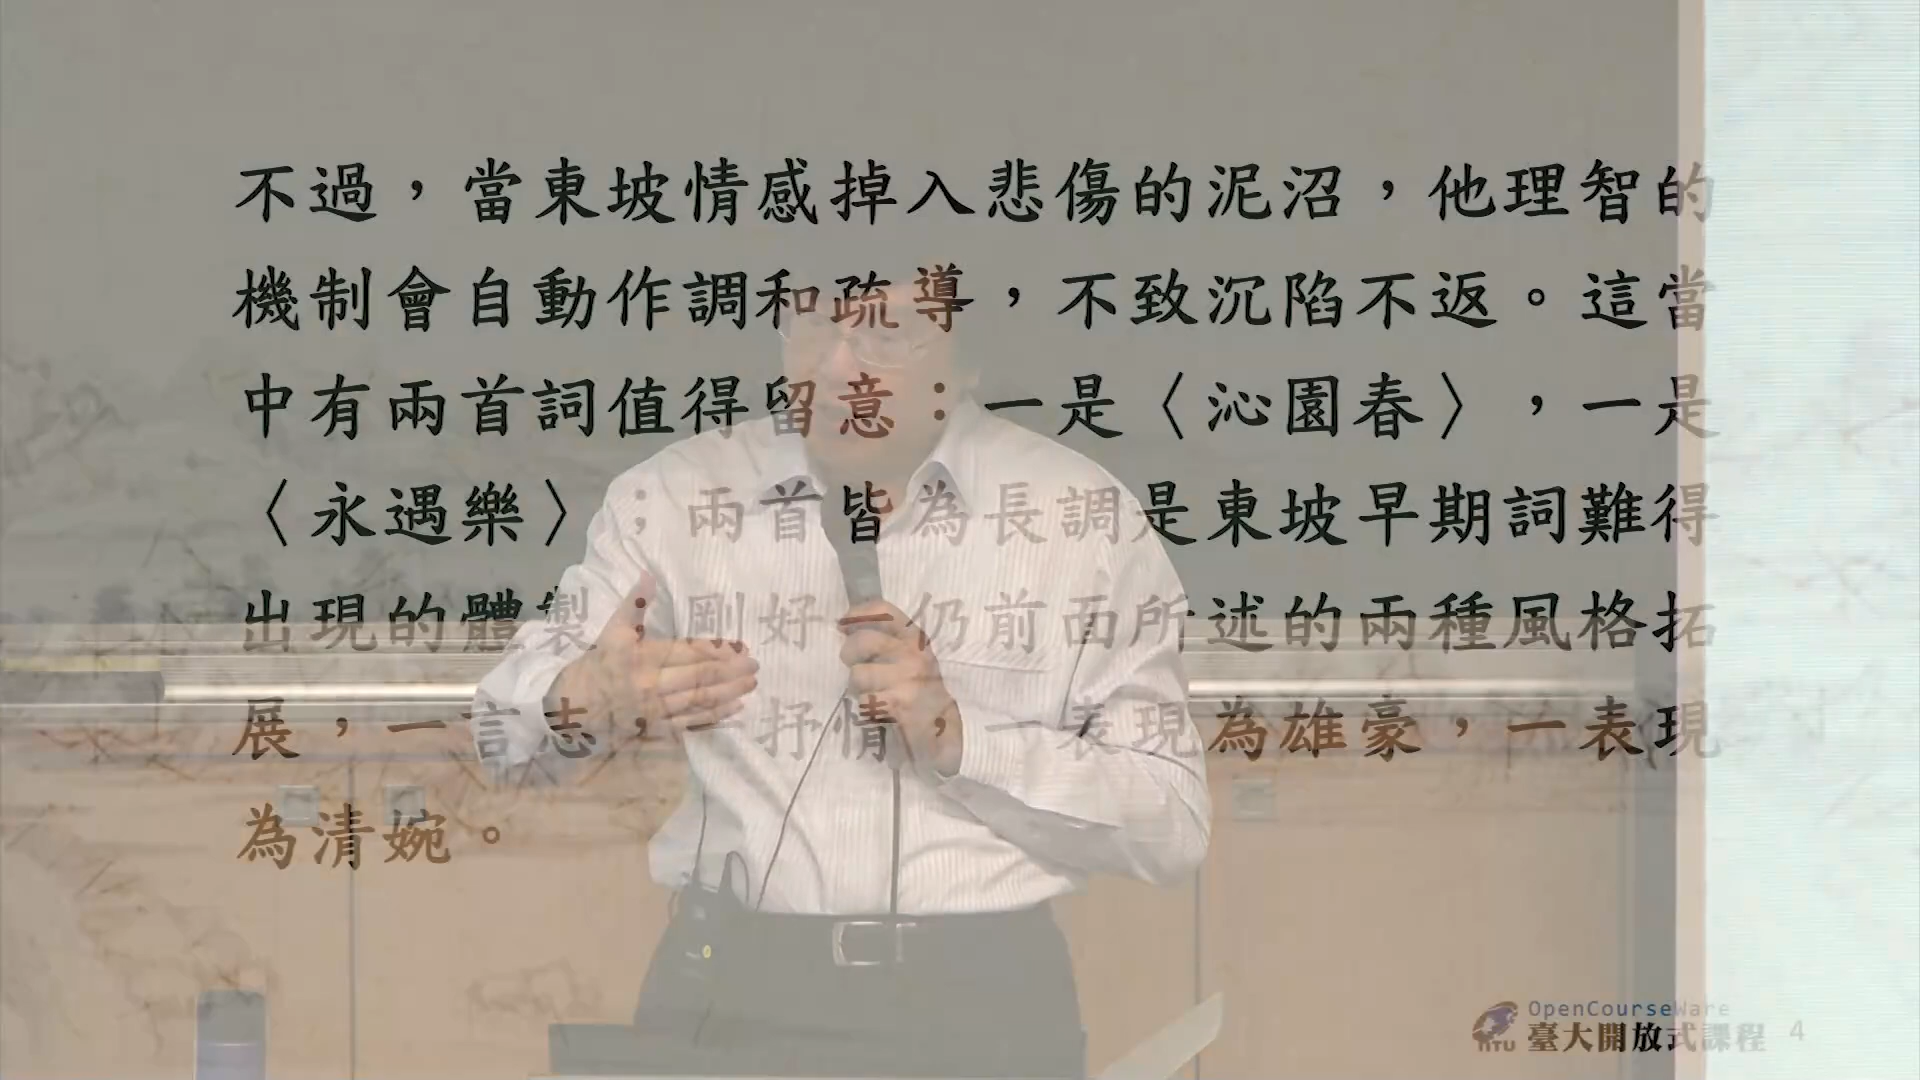 不過，當東坡情感掉入悲傷的泥沼，他理智的
機制會自動作調和疏導，不致沉陷不返。這當
中有兩首詞值得留意：一是〈沁園春〉，一是
〈永遇樂〉；兩首皆為長調是東坡早期詞難得
出現的體製；剛好一仍前面所述的兩種風格拓
展，一言志，一抒情，一表現為雄豪，一表現
為清婉。
OpenCourseWare
NTU 臺大開放式課程 4